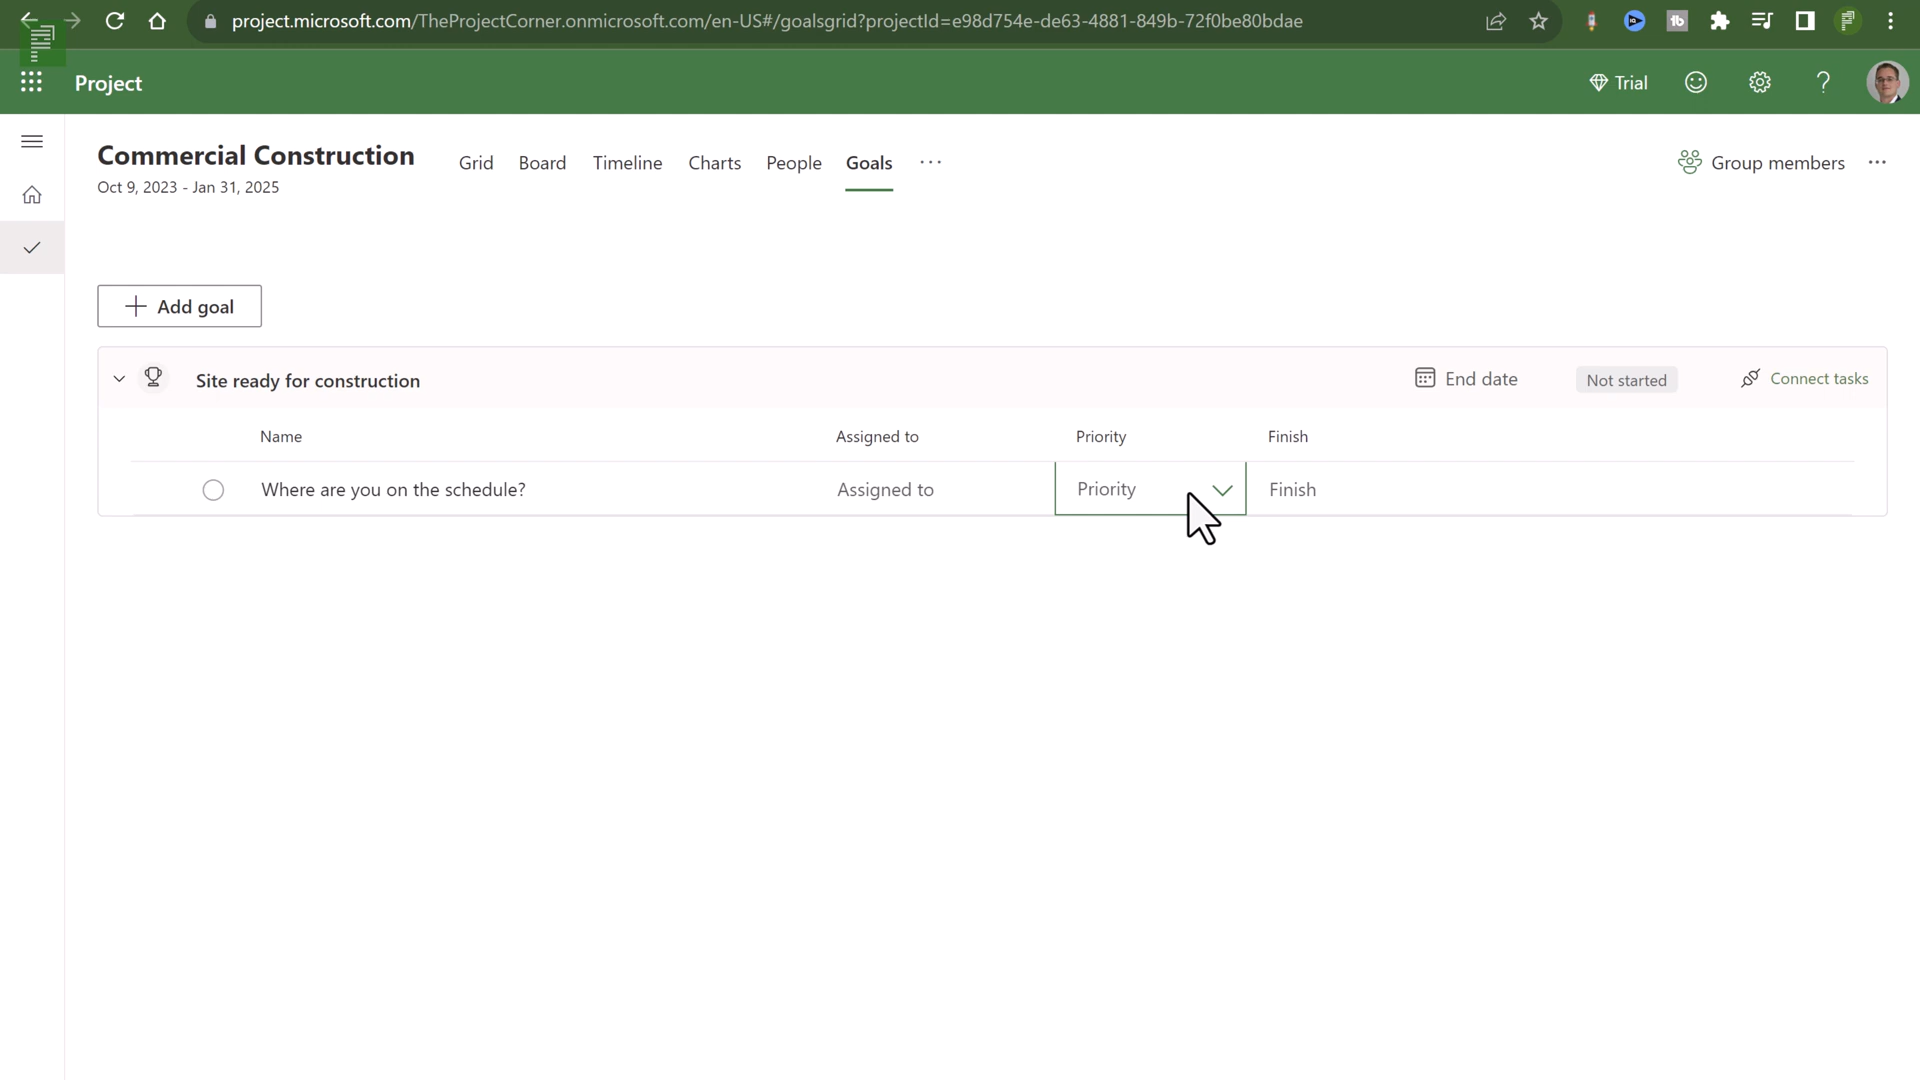 project.microsoft.com/TheProjectCorner.onmicrosoft.com/en-US#/goalsgrid?projectId=e98d754e-de63-4881-849b-72f0be80bdae
Project
Trial
Commercial Construction
Oct 9, 2023 - Jan 31, 2025
Grid
Board
Timeline
Charts
People
Goals
Group members
Add goal
Site ready for construction
End date
Not started
Connect tasks
Name
Assigned to
Priority
Finish
Where are you on the schedule?
Assigned to
Priority
Finish